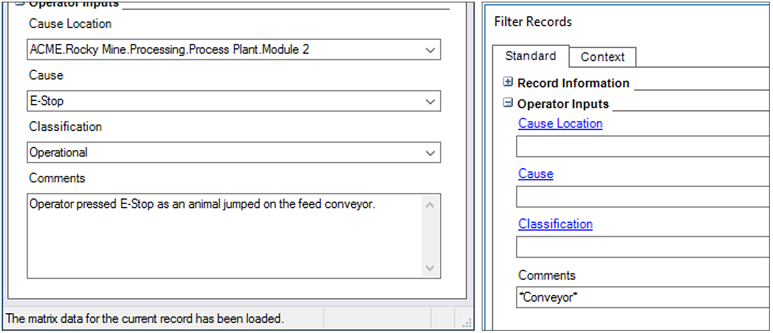 Operator Inputs
Cause Location
ACME.Rocky Mine.Processing.Process Plant.Module 2
Cause
E-Stop
Classification
Operational
Comments
Operator pressed E-Stop as an animal jumped on the feed conveyor.
The matrix data for the current record has been loaded.
Filter Records
Standard
Context
Record Information
Operator Inputs
Cause Location
Cause
Classification
Comments
*Conveyor*